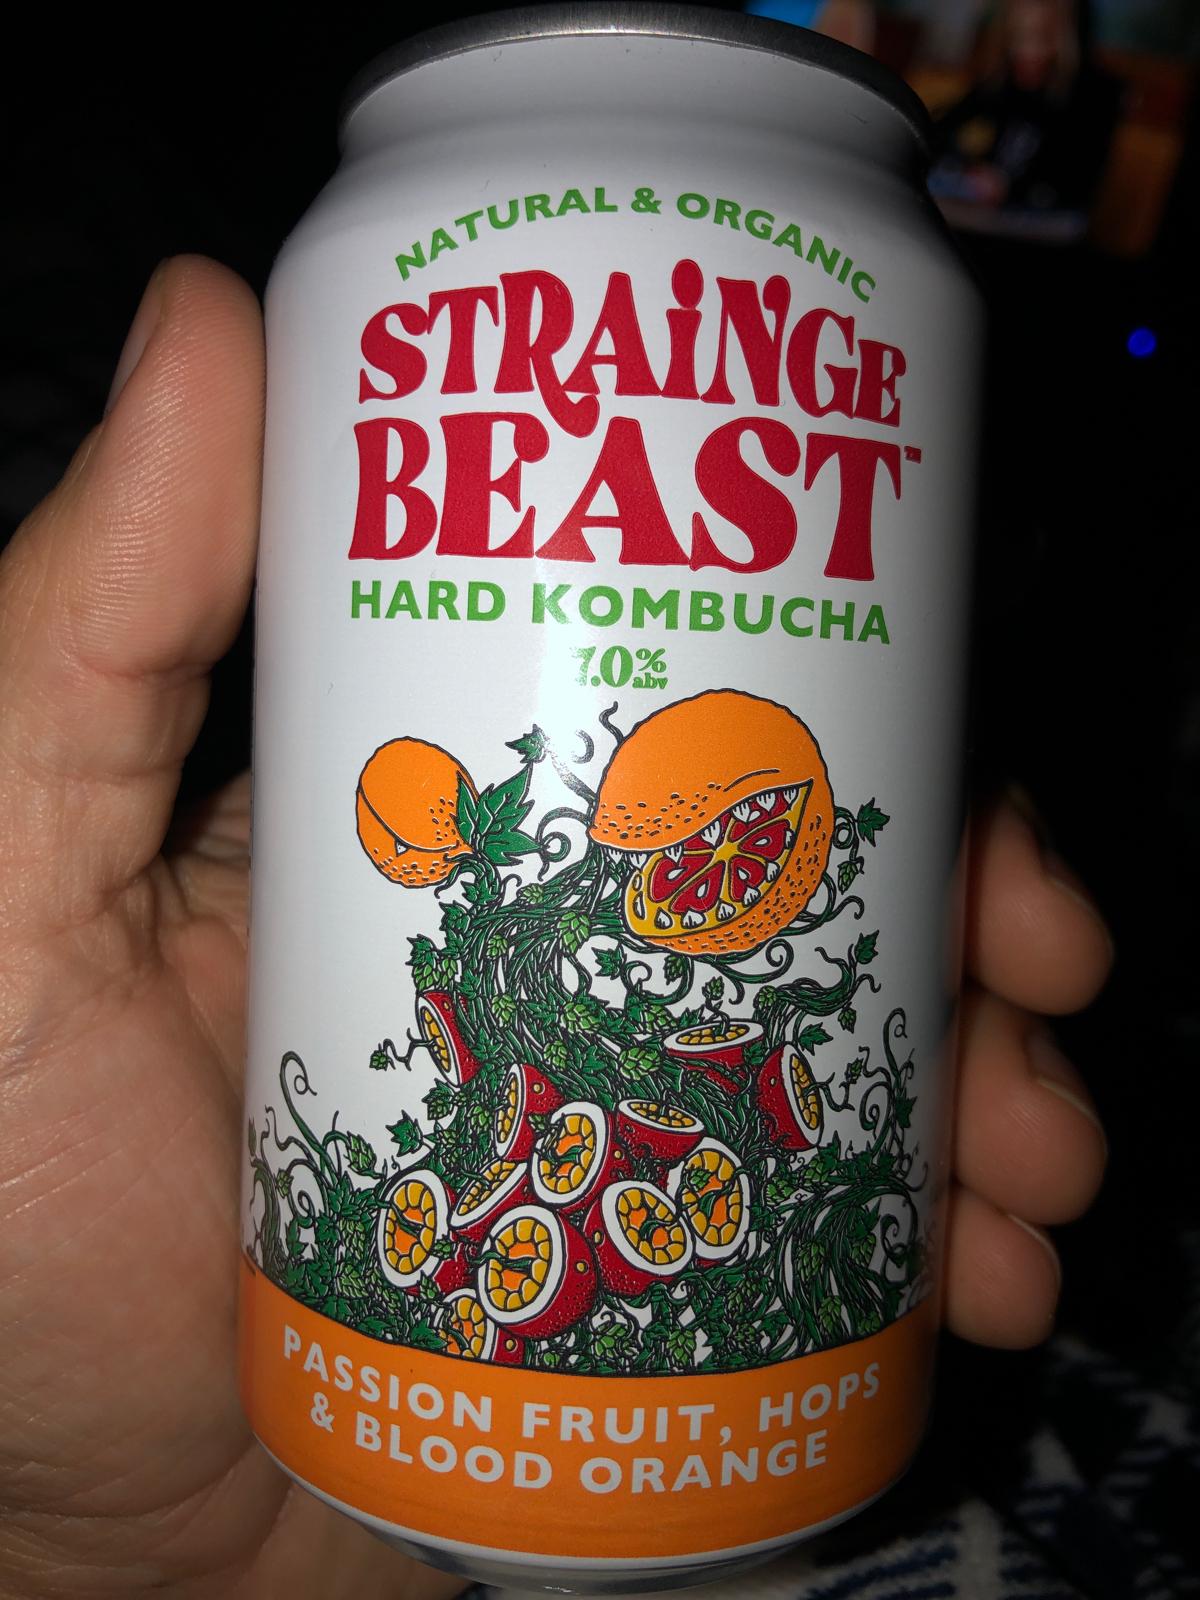 NATURAL & ORGANIC
STRAiNGE
BEAST™
HARD KOMBUCHA
7.0% abv
PASSION FRUIT, HOPS
& BLOOD ORANGE